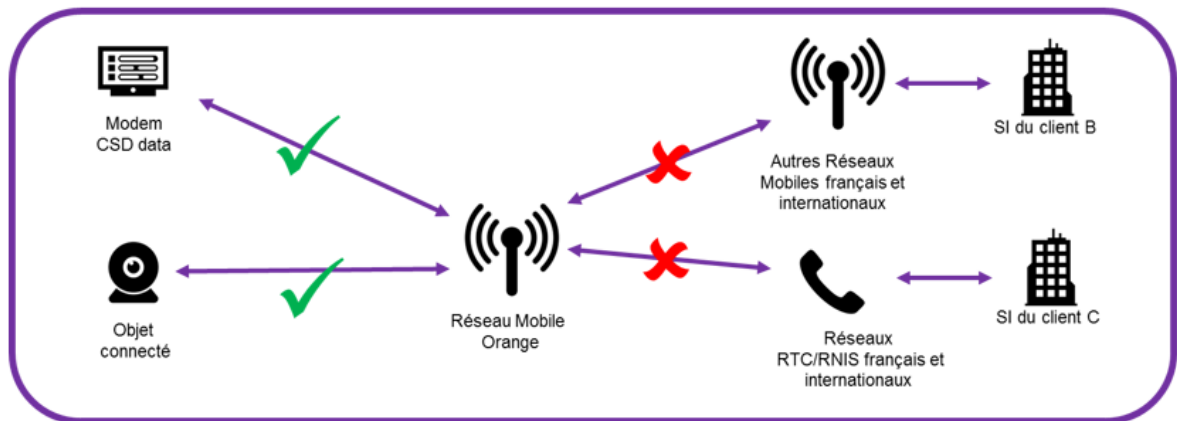 Modem
CSD data
Objet
connecté
Réseau Mobile
Orange
Autres Réseaux
Mobiles français et
internationaux
SI du client B
Réseaux
RTC/RNIS français et
internationaux
SI du client C